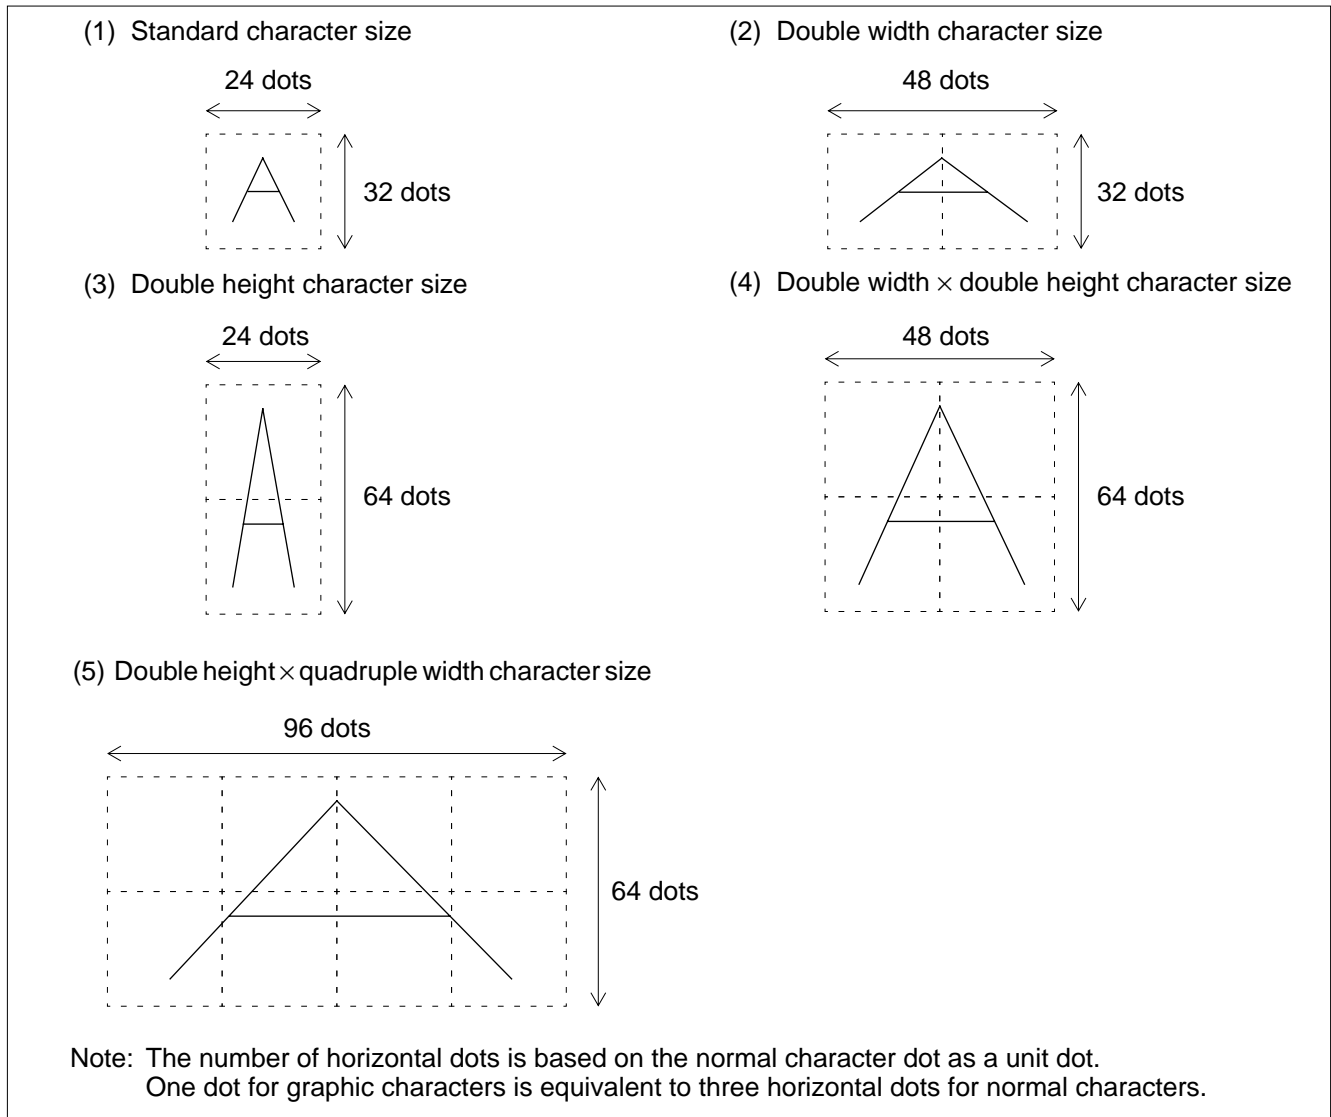 (1) Standard character size
24 dots
32 dots
(2) Double width character size
48 dots
32 dots
(3) Double height character size
24 dots
64 dots
(4) Double width × double height character size
48 dots
64 dots
(5) Double height × quadruple width character size
96 dots
64 dots
Note: The number of horizontal dots is based on the normal character dot as a unit dot.
One dot for graphic characters is equivalent to three horizontal dots for normal characters.